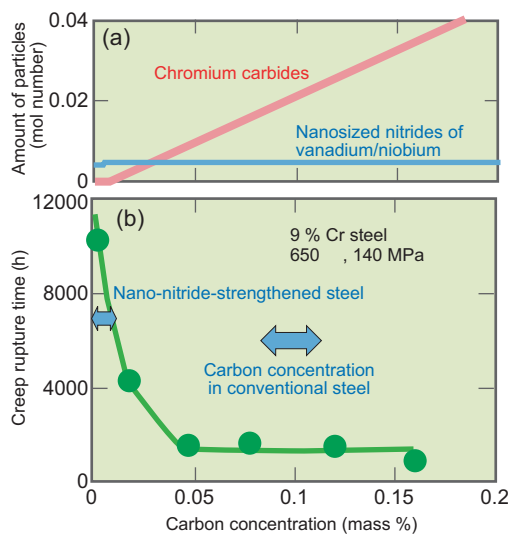 0.04
(a)
Chromium carbides
0.02
Nanosized nitrides of
vanadium/niobium
0
Amount of particles
(mol number)
12000
(b)
9 % Cr steel
650 , 140 MPa
Nano-nitride-strengthened steel
8000
Carbon concentration
in conventional steel
4000
0
Creep rupture time (h)
0 0.05 0.1 0.15 0.2
Carbon concentration (mass %)